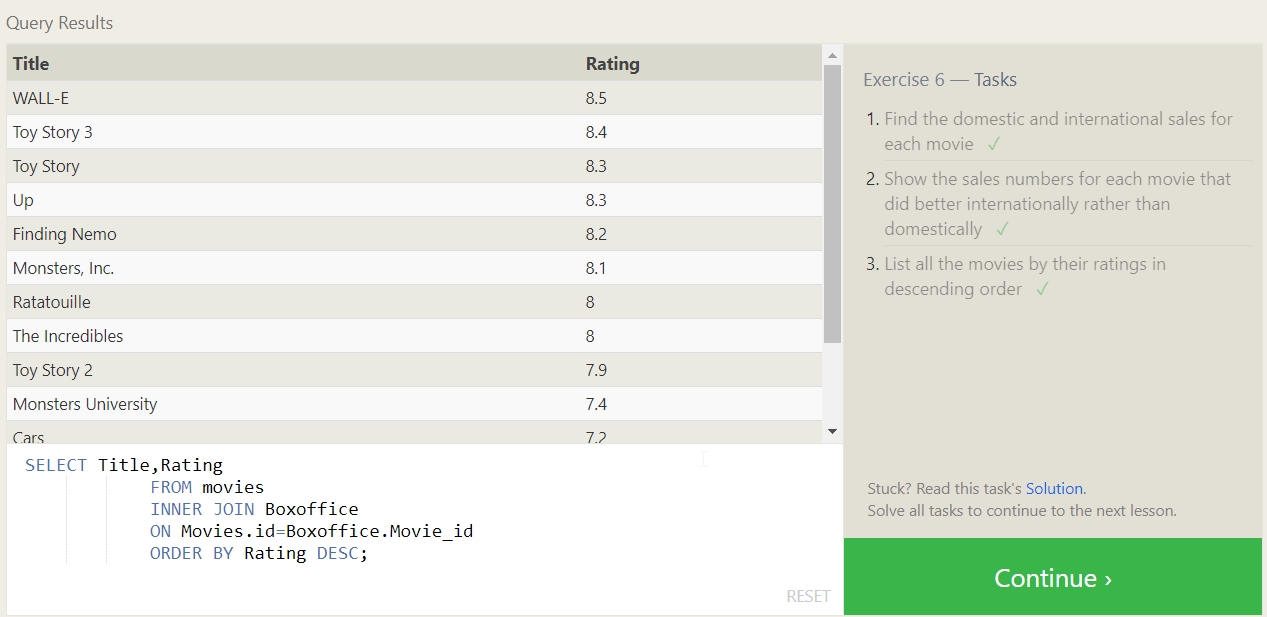 Query Results
Title Rating
WALL-E 8.5
Toy Story 3 8.4
Toy Story 8.3
Up 8.3
Finding Nemo 8.2
Monsters, Inc. 8.1
Ratatouille 8
The Incredibles 8
Toy Story 2 7.9
Monsters University 7.4
Cars 7.2
SELECT Title,Rating
FROM movies
INNER JOIN Boxoffice
ON Movies.id=Boxoffice.Movie_id
ORDER BY Rating DESC;
RESET
Exercise 6 — Tasks
1. Find the domestic and international sales for
each movie ✓
2. Show the sales numbers for each movie that
did better internationally rather than
domestically ✓
3. List all the movies by their ratings in
descending order ✓
Stuck? Read this task's Solution.
Solve all tasks to continue to the next lesson.
Continue ›